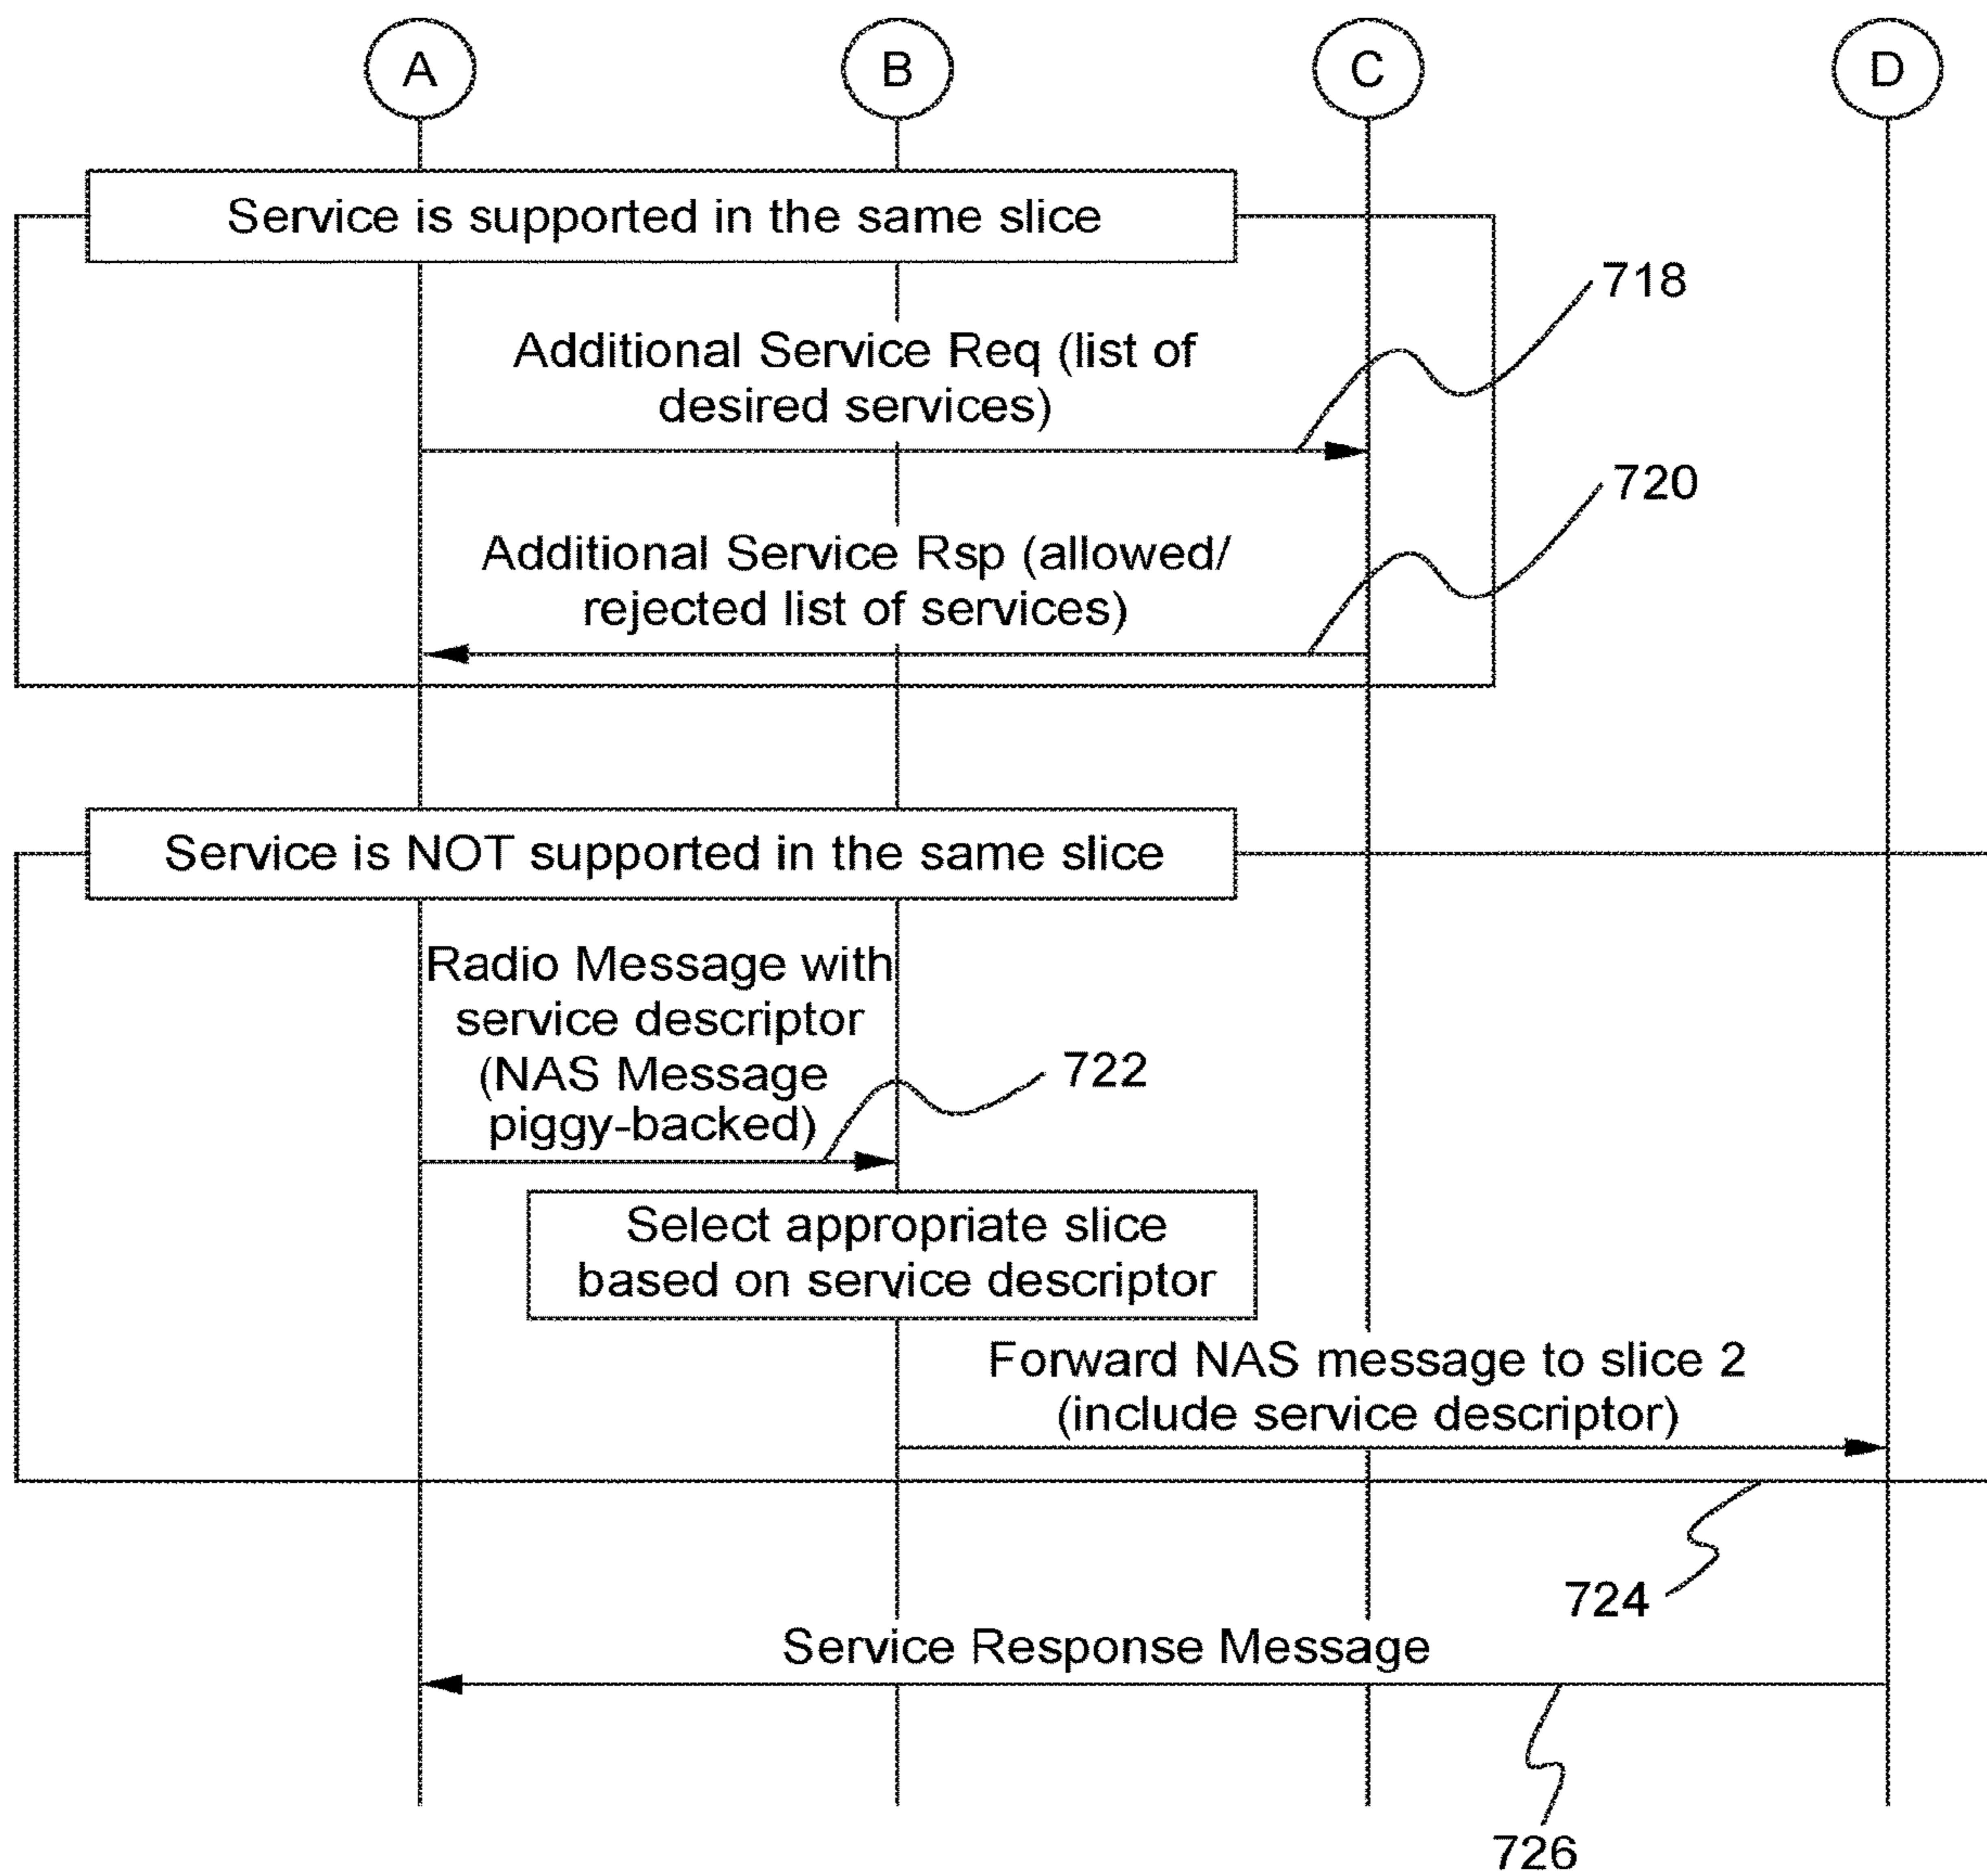 A
B
C
D
Service is supported in the same slice
718
Additional Service Req (list of
desired services)
720
Additional Service Rsp (allowed/
rejected list of services)
Service is NOT supported in the same slice
Radio Message with
service descriptor
(NAS Message
piggy-backed)
722
Select appropriate slice
based on service descriptor
Forward NAS message to slice 2
(include service descriptor)
724
Service Response Message
726